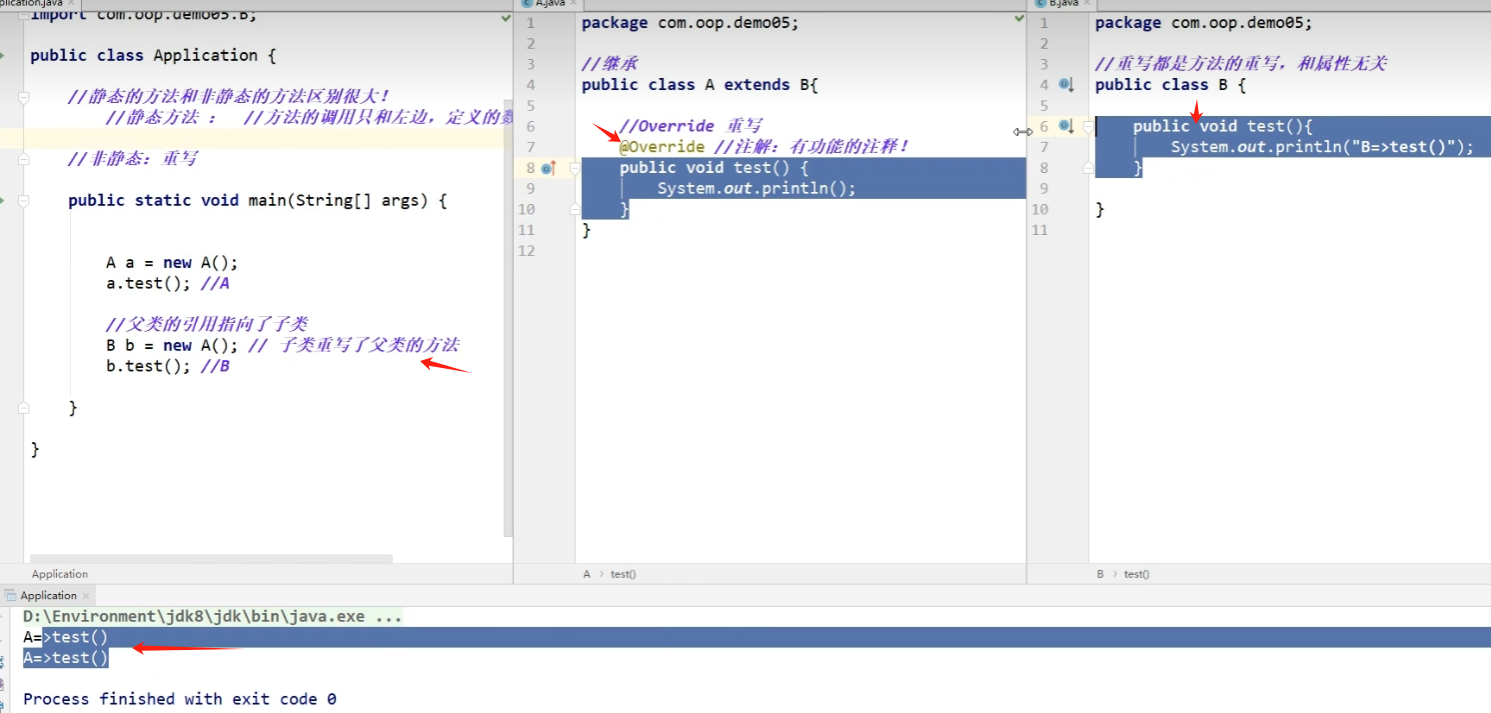 plication.java
import com.oop.demo05.B;
public class Application {
//静态的方法和非静态的方法区别很大!
//静态方法 : //方法的调用只和左边,定义的数
//非静态: 重写
public static void main(String[] args) {
A a = new A();
a.test(); //A
//父类的引用指向了子类
B b = new A(); // 子类重写了父类的方法
b.test(); //B
}
}
Application
A.java
1 package com.oop.demo05;
2
3 //继承
4 public class A extends B{
5
6 //Override 重写
7 @Override //注解: 有功能的注释!
8 public void test() {
9 System.out.println();
10 }
11 }
12
A › test()
B.java
1 package com.oop.demo05;
2
3 //重写都是方法的重写, 和属性无关
4 public class B {
5
6 public void test(){
7 System.out.println("B=>test()");
8 }
9
10 }
11
B › test()
Application
D:\Environment\jdk8\jdk\bin\java.exe ...
A=>test()
A=>test()
Process finished with exit code 0